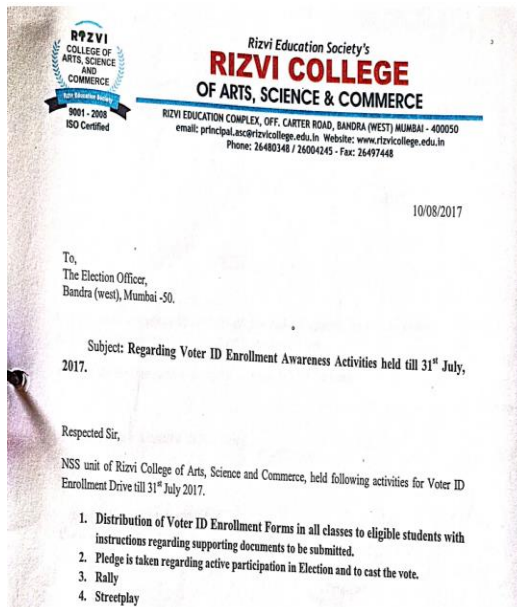 RIZVI
COLLEGE OF
ARTS, SCIENCE
AND
COMMERCE
Rizvi Education Society
9001 - 2008
ISO Certified
Rizvi Education Society's
RIZVI COLLEGE
OF ARTS, SCIENCE & COMMERCE
RIZVI EDUCATION COMPLEX, OFF. CARTER ROAD, BANDRA (WEST) MUMBAI - 400050
email: principal.asc@rizvicollege.edu.in Website: www.rizvicollege.edu.in
Phone: 26480348 / 26004245 - Fax: 26497448
10/08/2017
To,
The Election Officer,
Bandra (west), Mumbai -50.
Subject: Regarding Voter ID Enrollment Awareness Activities held till 31st July,
2017.
Respected Sir,
NSS unit of Rizvi College of Arts, Science and Commerce, held following activities for Voter ID
Enrollment Drive till 31st July 2017.
1. Distribution of Voter ID Enrollment Forms in all classes to eligible students with
instructions regarding supporting documents to be submitted.
2. Pledge is taken regarding active participation in Election and to cast the vote.
3. Rally
4. Streetplay